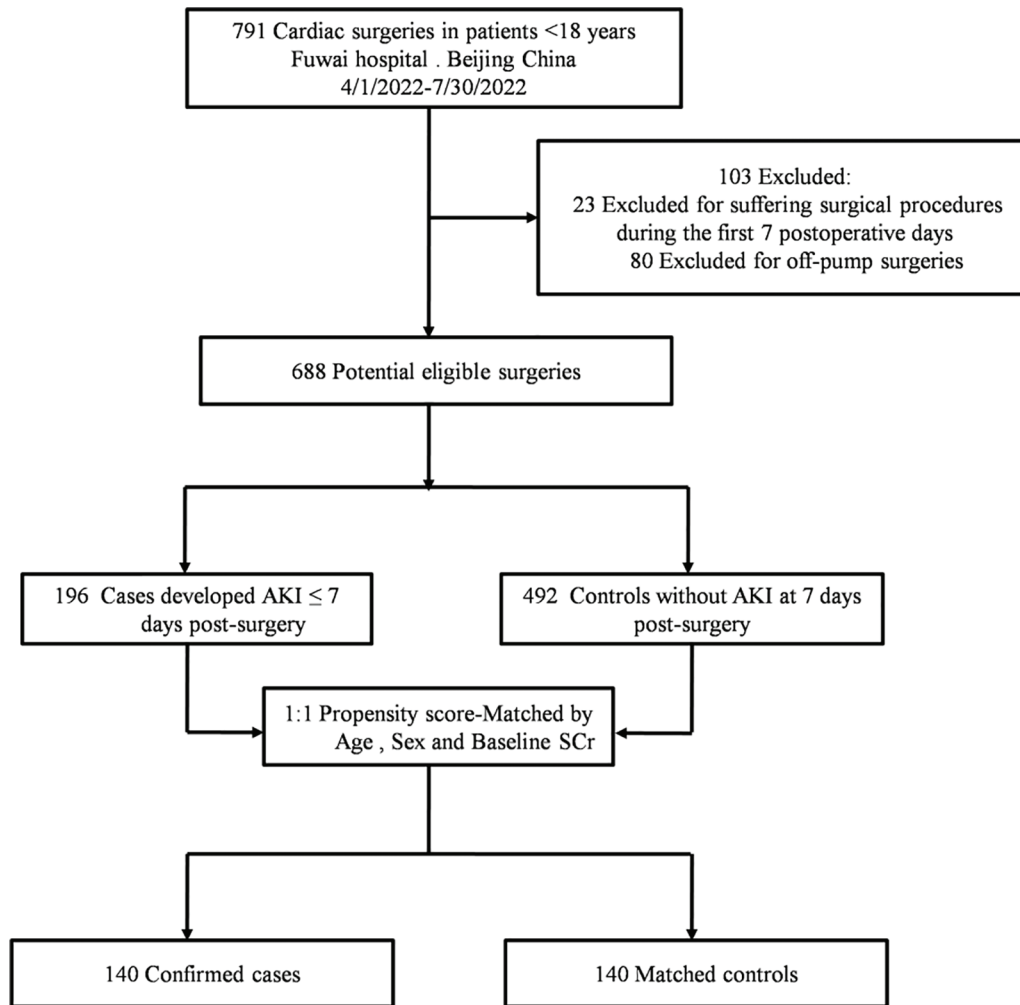 791 Cardiac surgeries in patients <18 years
Fuwai hospital . Beijing China
4/1/2022-7/30/2022
103 Excluded:
23 Excluded for suffering surgical procedures
during the first 7 postoperative days
80 Excluded for off-pump surgeries
688 Potential eligible surgeries
196 Cases developed AKI ≤ 7
days post-surgery
492 Controls without AKI at 7 days
post-surgery
1:1 Propensity score-Matched by
Age , Sex and Baseline SCr
140 Confirmed cases
140 Matched controls